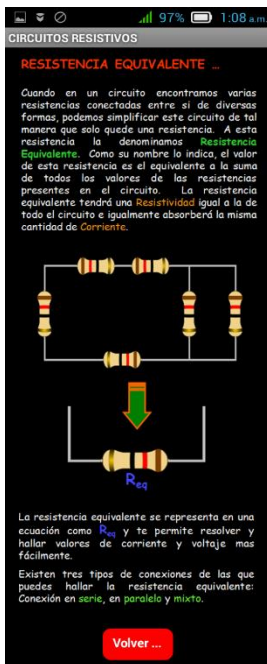 97% 1:08 a.m.
CIRCUITOS RESISTIVOS
RESISTENCIA EQUIVALENTE ...
Cuando en un circuito encontramos varias
resistencias conectadas entre si de diversas
formas, podemos simplificar este circuito de tal
manera que solo quede una resistencia. A esta
resistencia la denominamos Resistencia
Equivalente. Como su nombre lo indica, el valor
de esta resistencia es el equivalente a la suma
de todos los valores de las resistencias
presentes en el circuito. La resistencia
equivalente tendrá una Resistividad igual a la de
todo el circuito e igualmente absorberá la misma
cantidad de Corriente.
Req
La resistencia equivalente se representa en una
ecuación como Req y te permite resolver y
hallar valores de corriente y voltaje mas
fácilmente.
Existen tres tipos de conexiones de las que
puedes hallar la resistencia equivalente:
Conexión en serie, en paralelo y mixto.
Volver ...